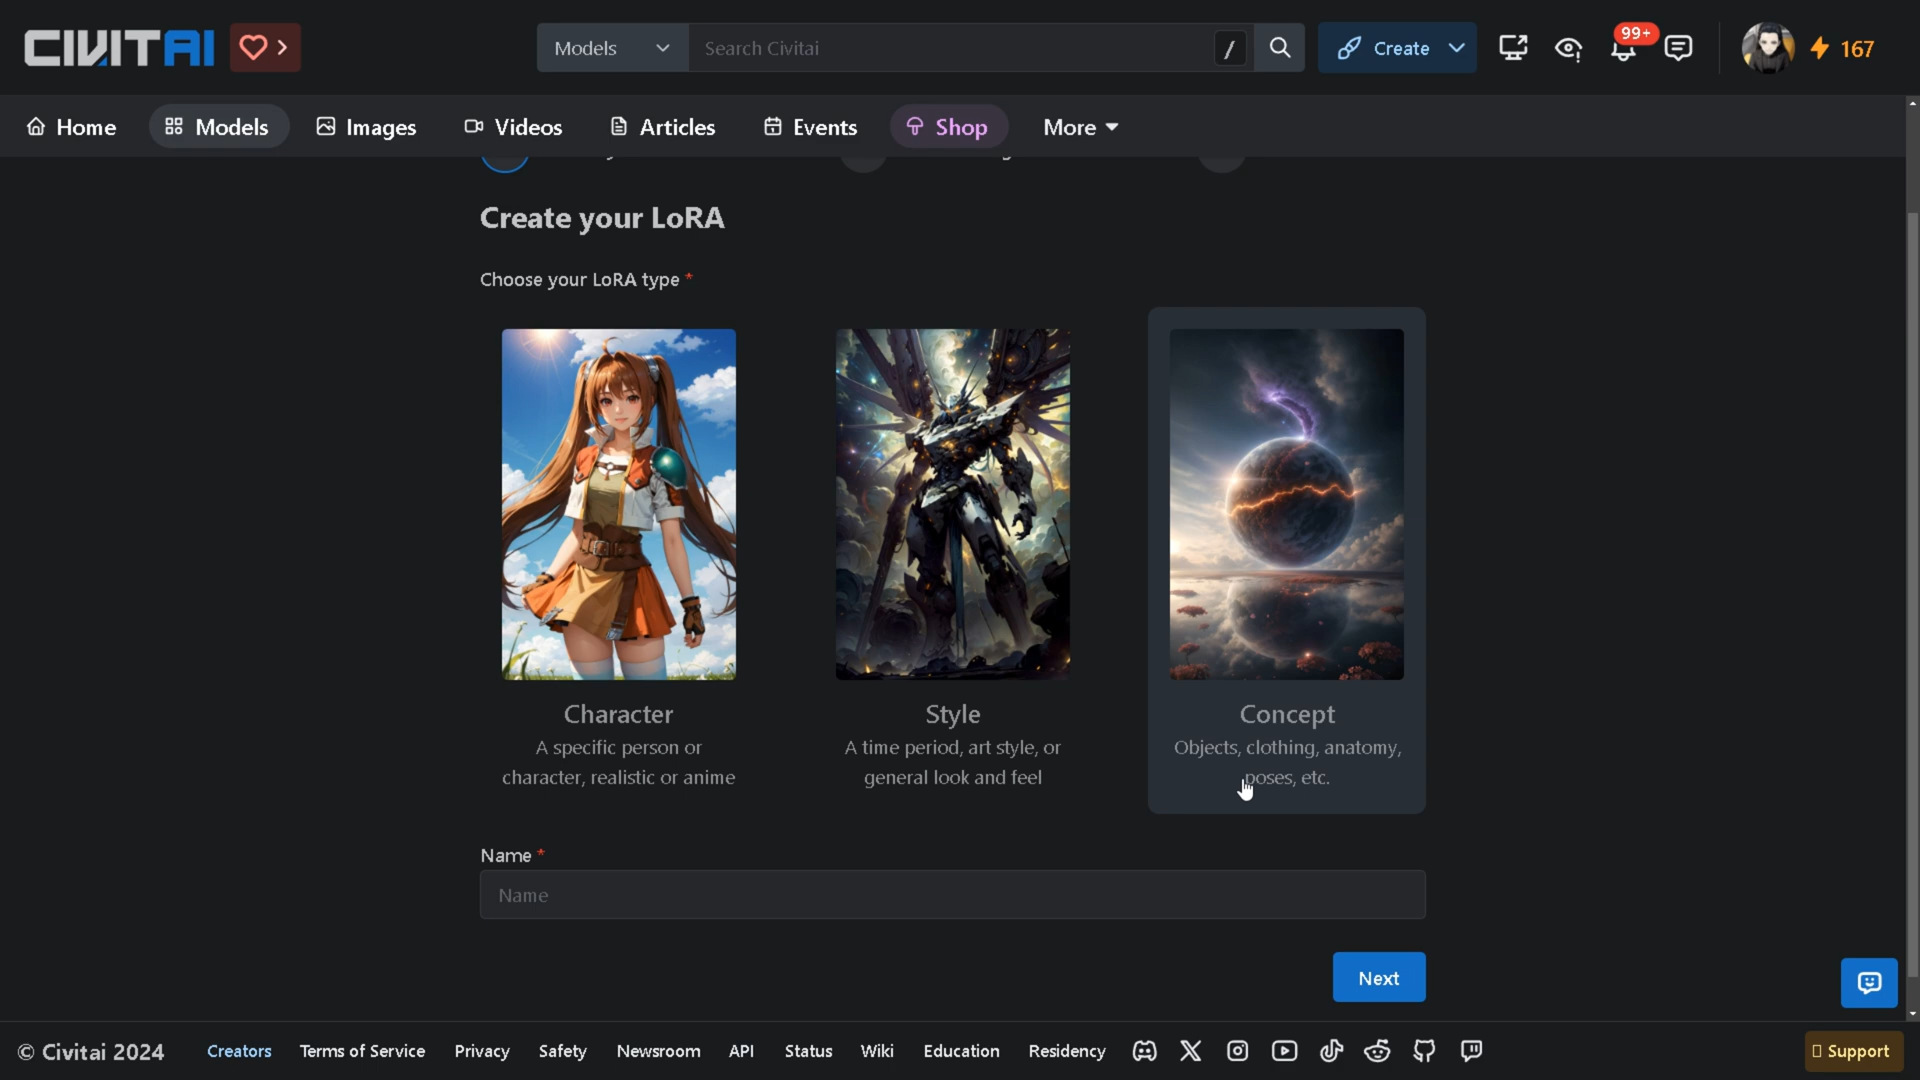 CIVITAI
Models
Search Civitai
/
Create
99+
167
Home
Models
Images
Videos
Articles
Events
Shop
More
Create your LoRA
Choose your LoRA type *
Character
A specific person or
character, realistic or anime
Style
A time period, art style, or
general look and feel
Concept
Objects, clothing, anatomy,
poses, etc.
Name *
Name
Next
© Civitai 2024
Creators
Terms of Service
Privacy
Safety
Newsroom
API
Status
Wiki
Education
Residency
Support